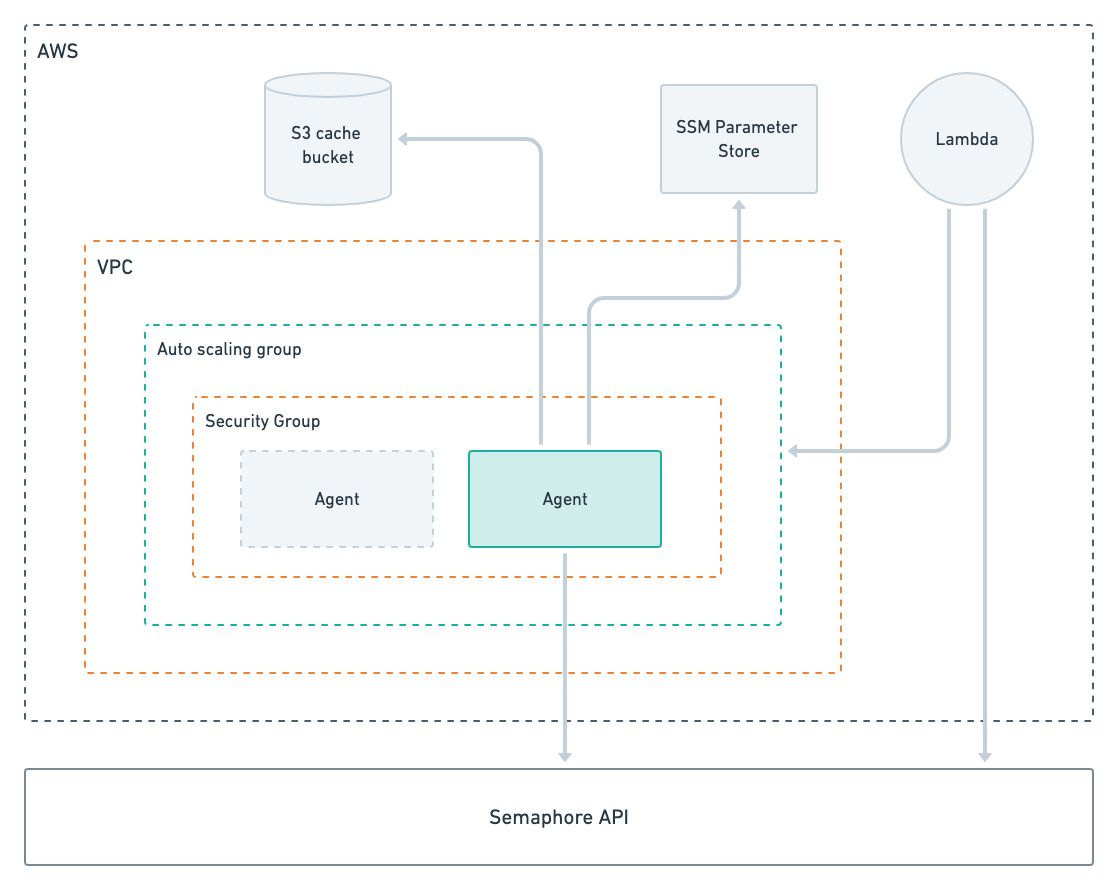 AWS
S3 cache
bucket
SSM Parameter
Store
Lambda
VPC
Auto scaling group
Security Group
Agent
Agent
Semaphore API